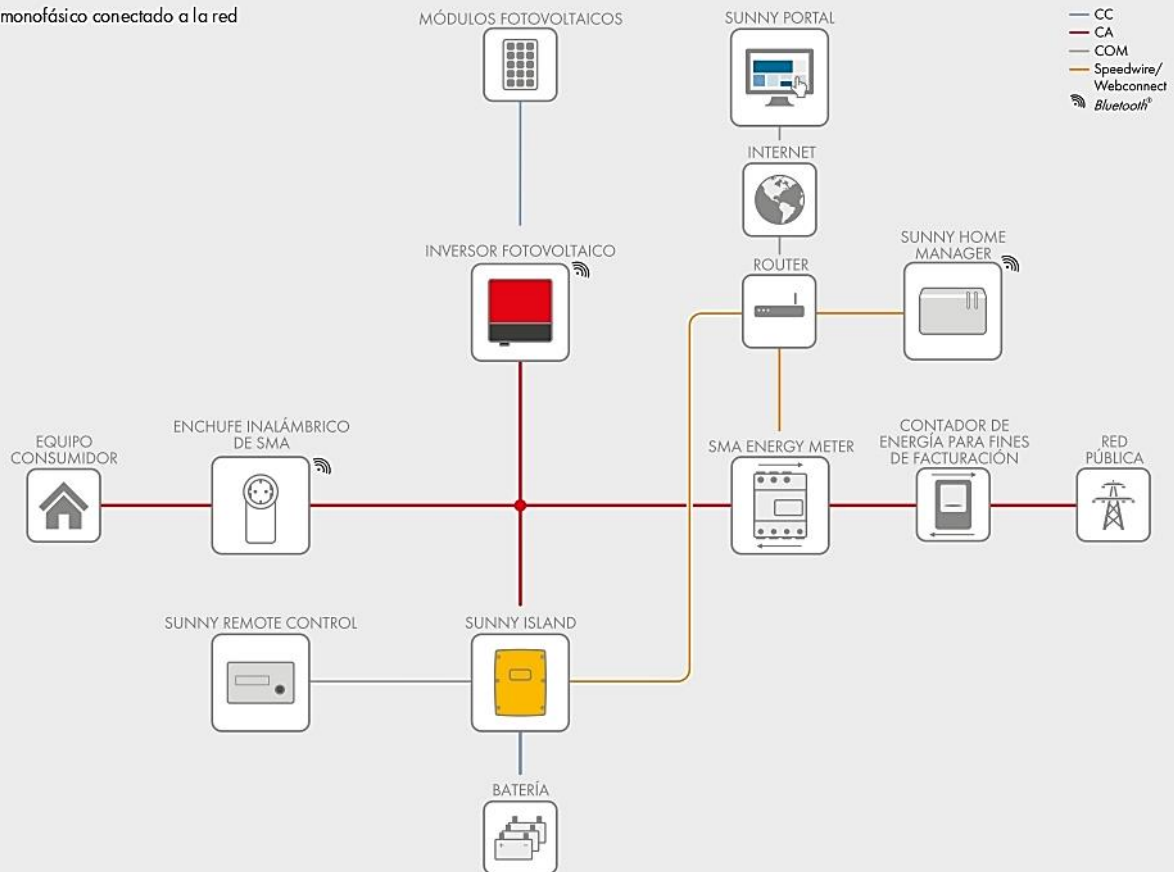 monofásico conectado a la red
MÓDULOS FOTOVOLTAICOS
SUNNY PORTAL
CC
CA
COM
Speedwire/
Webconnect
Bluetooth®
INTERNET
INVERSOR FOTOVOLTAICO
ROUTER
SUNNY HOME
MANAGER
EQUIPO
CONSUMIDOR
ENCHUFE INALÁMBRICO
DE SMA
SMA ENERGY METER
CONTADOR DE
ENERGÍA PARA FINES
DE FACTURACIÓN
RED
PÚBLICA
SUNNY REMOTE CONTROL
SUNNY ISLAND
BATERÍA